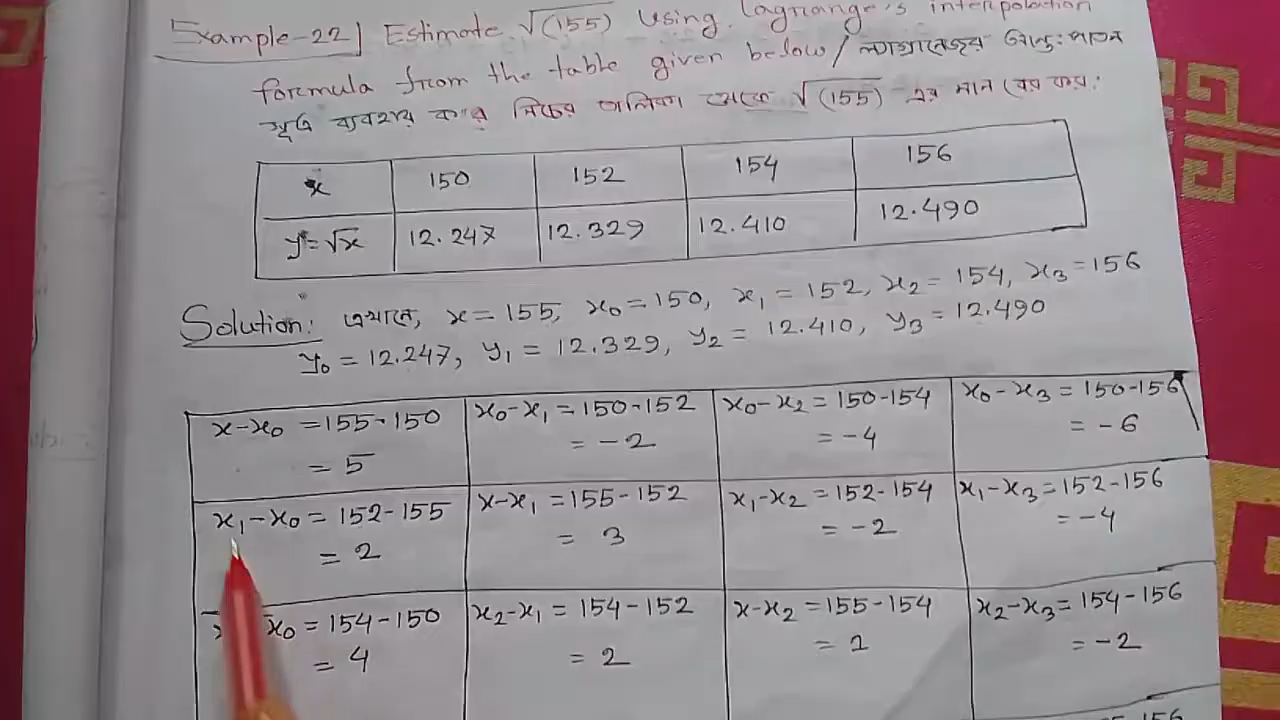 Example-22] Estimate √(155) using Lagrange's interpolation
formula from the table given below/ ল্যাগ্রাঞ্জের অন্তঃপাতন
সূত্র ব্যবহার করে নিচের তালিকা থেকে √(155) এর মান বের কর:
x 150 152 154 156
y=√x 12.247 12.329 12.410 12.490
Solution: এখানে, x=155, x₀=150, x₁=152, x₂=154, x₃=156
y₀=12.247, y₁=12.329, y₂=12.410, y₃=12.490
x-x₀=155-150 x₀-x₁=150-152 x₀-x₂=150-154 x₀-x₃=150-156
=5 =-2 =-4 =-6
x₁-x₀=152-155 x-x₁=155-152 x₁-x₂=152-154 x₁-x₃=152-156
=2 =3 =-2 =-4
x₀=154-150 x₂-x₁=154-152 x-x₂=155-154 x₂-x₃=154-156
=4 =2 =1 =-2
-156